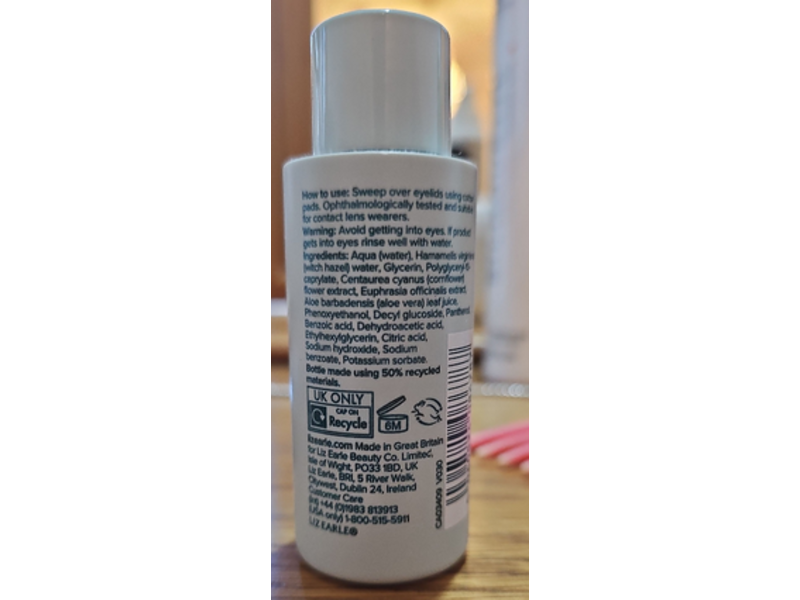 How to use: Sweep over eyelids using
pads. Ophthalmologically tested and
for contact lens wearers.
Warning: Avoid getting into eyes. If product
gets into eyes rinse well with water.
Ingredients: Aqua (water), Hamamelis
(witch hazel) water, Glycerin,
caprylate, Centaurea cyanus (cornflower)
flower extract, Euphrasia officinalis extract,
Aloe barbadensis (aloe vera) leaf juice,
Phenoxyethanol, Decyl glucoside, Panthenol,
Benzoic acid, Dehydroacetic acid,
Ethylhexylglycerin, Citric acid,
Sodium hydroxide, Sodium
benzoate, Potassium sorbate.
Bottle made using 50% recycled
materials.
UK ONLY
CAP ON
Recycle
6M
lizearle.com Made in Great Britain
for Liz Earle Beauty Co. Limited,
Isle of Wight, PO33 1BD, UK
Liz Earle, BRI, 5 River Walk,
Citywest, Dublin 24, Ireland
Customer Care
(int) +44 (0)1983 813913
(USA only) 1-800-515-5911
LIZ EARLE®
CA03409 V030